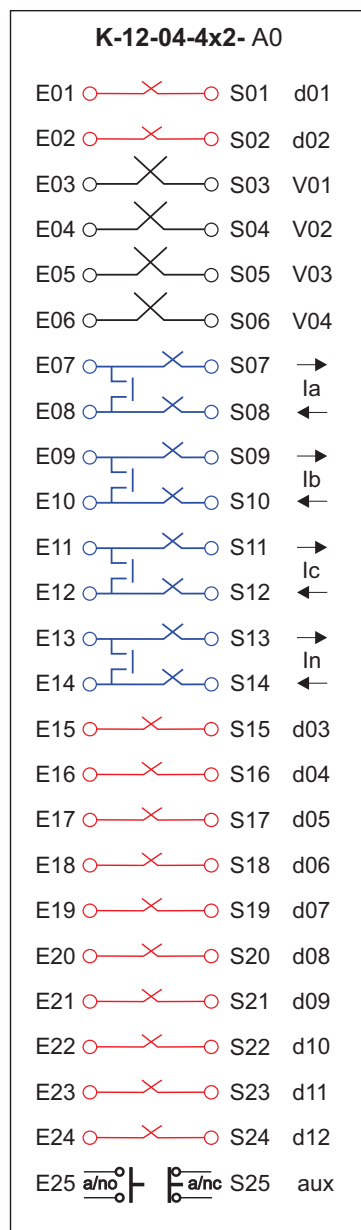 K-12-04-4x2- A0
E01 S01 d01
E02 S02 d02
E03 S03 V01
E04 S04 V02
E05 S05 V03
E06 S06 V04
E07 S07
Ia
E08 S08
E09 S09
Ib
E10 S10
E11 S11
Ic
E12 S12
E13 S13
In
E14 S14
E15 S15 d03
E16 S16 d04
E17 S17 d05
E18 S18 d06
E19 S19 d07
E20 S20 d08
E21 S21 d09
E22 S22 d10
E23 S23 d11
E24 S24 d12
E25 a/no a/nc S25 aux